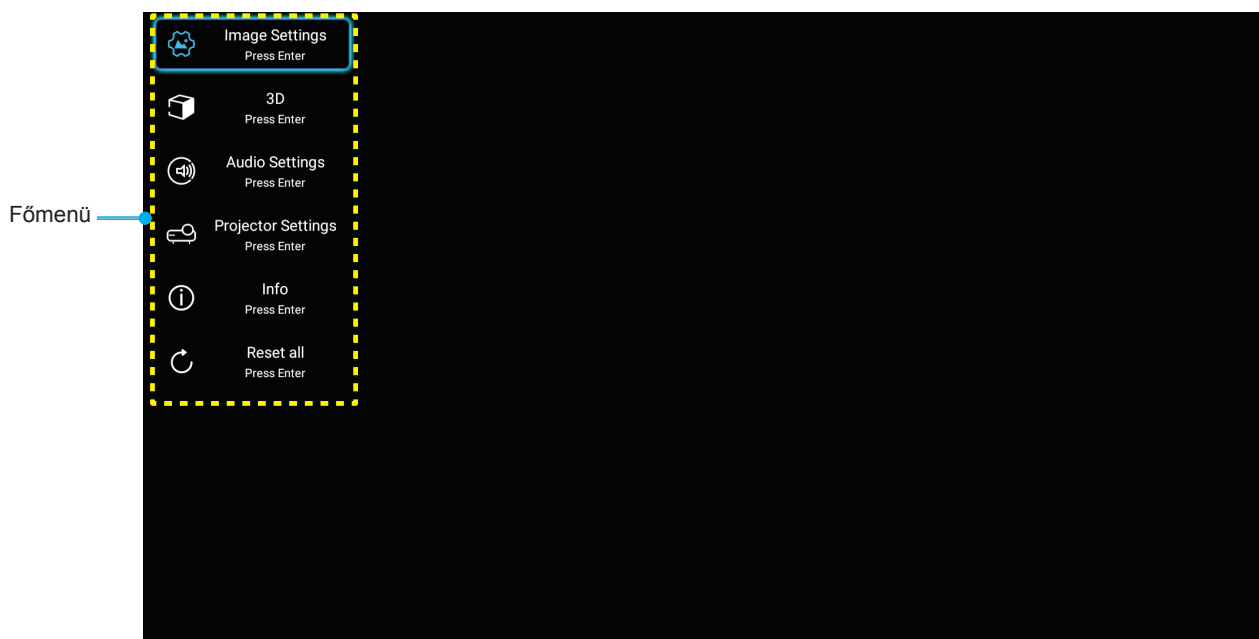 Image Settings
Press Enter
3D
Press Enter
Audio Settings
Press Enter
Főmenü
Projector Settings
Press Enter
Info
Press Enter
Reset all
Press Enter